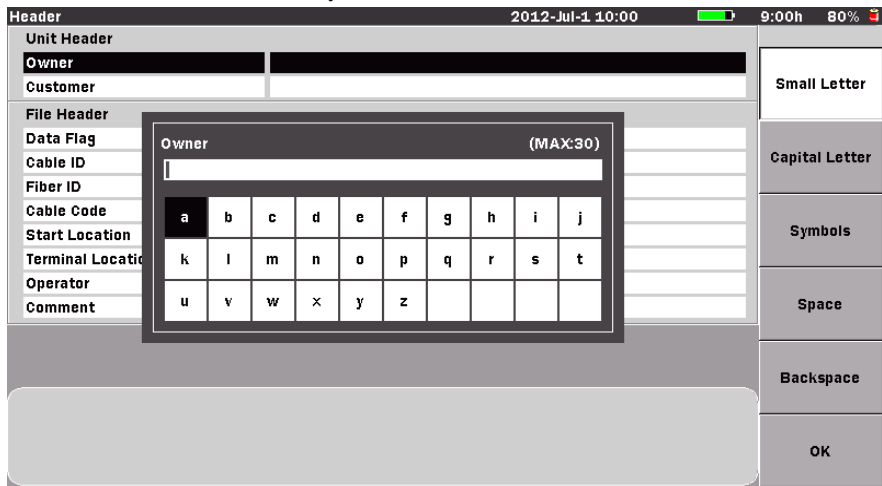 Header 2012-Jul-1 10:00 9:00h 80%
Unit Header
Owner
Customer
File Header
Data Flag
Cable ID
Fiber ID
Cable Code
Start Location
Terminal Locatio
Operator
Comment
Owner (MAX:30)
a b c d e f g h i j
k l m n o p q r s t
u v w x y z
Small Letter
Capital Letter
Symbols
Space
Backspace
OK